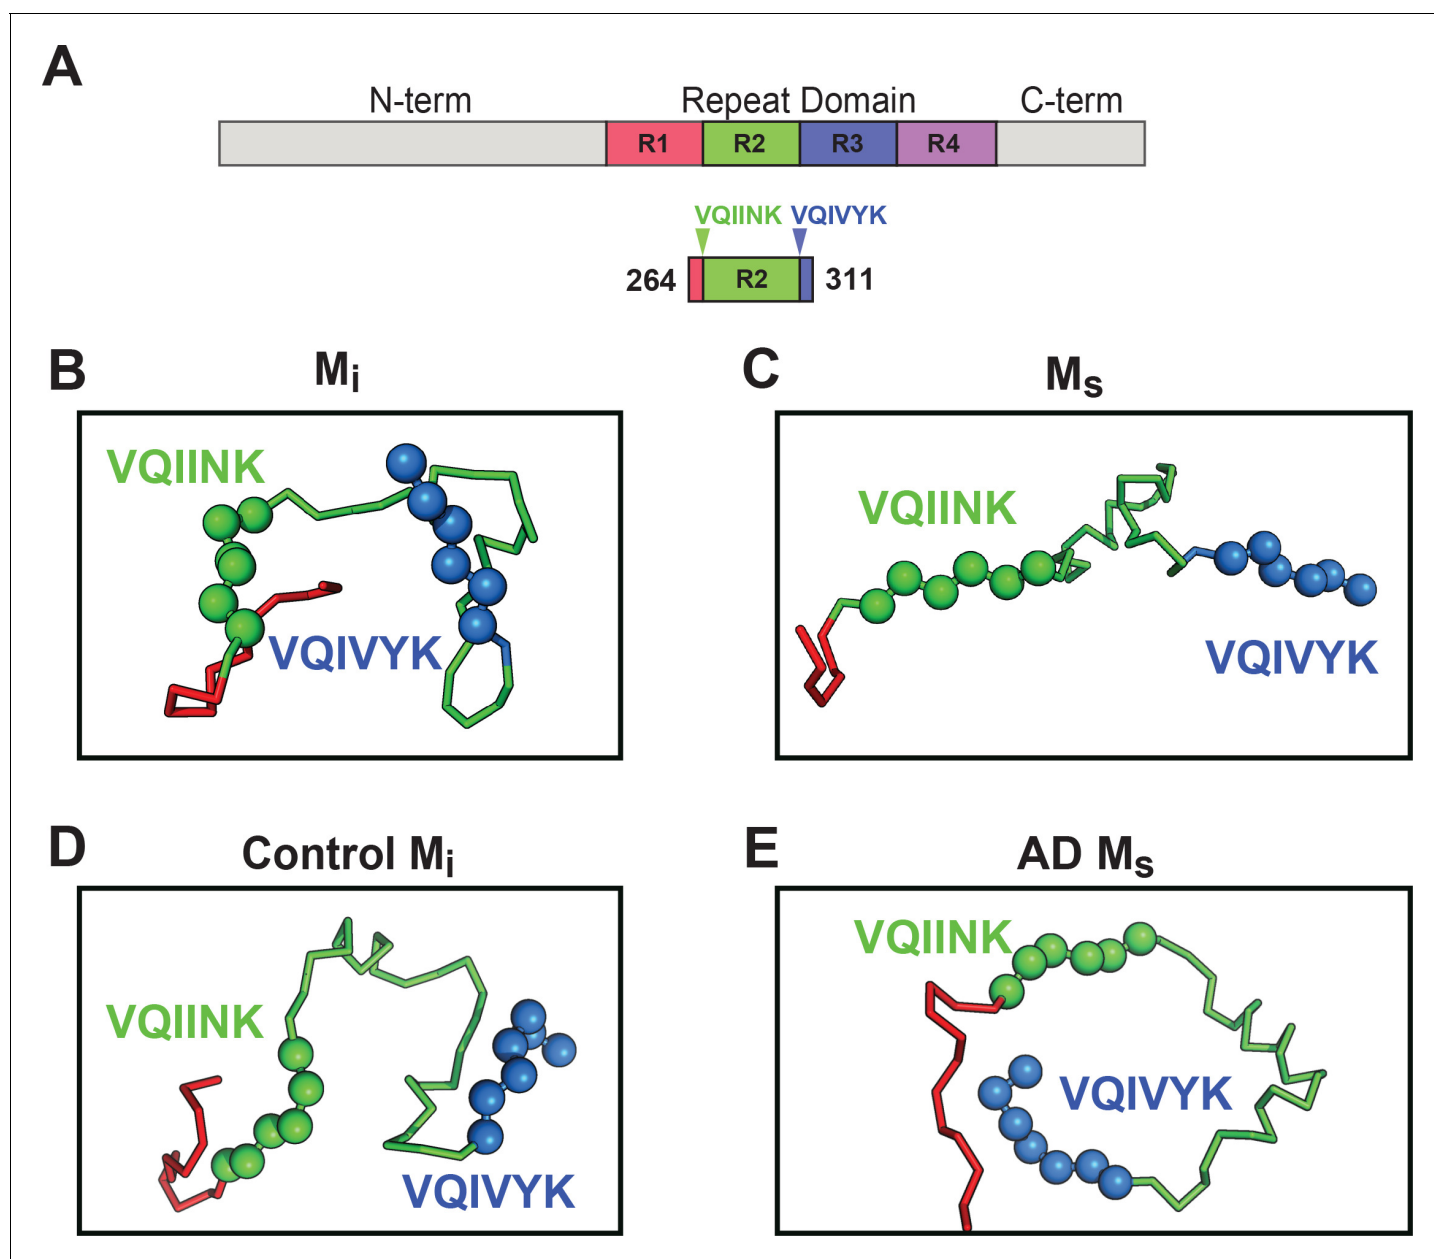 A
N-term Repeat Domain C-term
R1 R2 R3 R4
VQIINK VQIVYK
264 R2 311
B Mi
VQIINK
VQIVYK
C Ms
VQIINK
VQIVYK
D Control Mi
VQIINK
VQIVYK
E AD Ms
VQIINK
VQIVYK